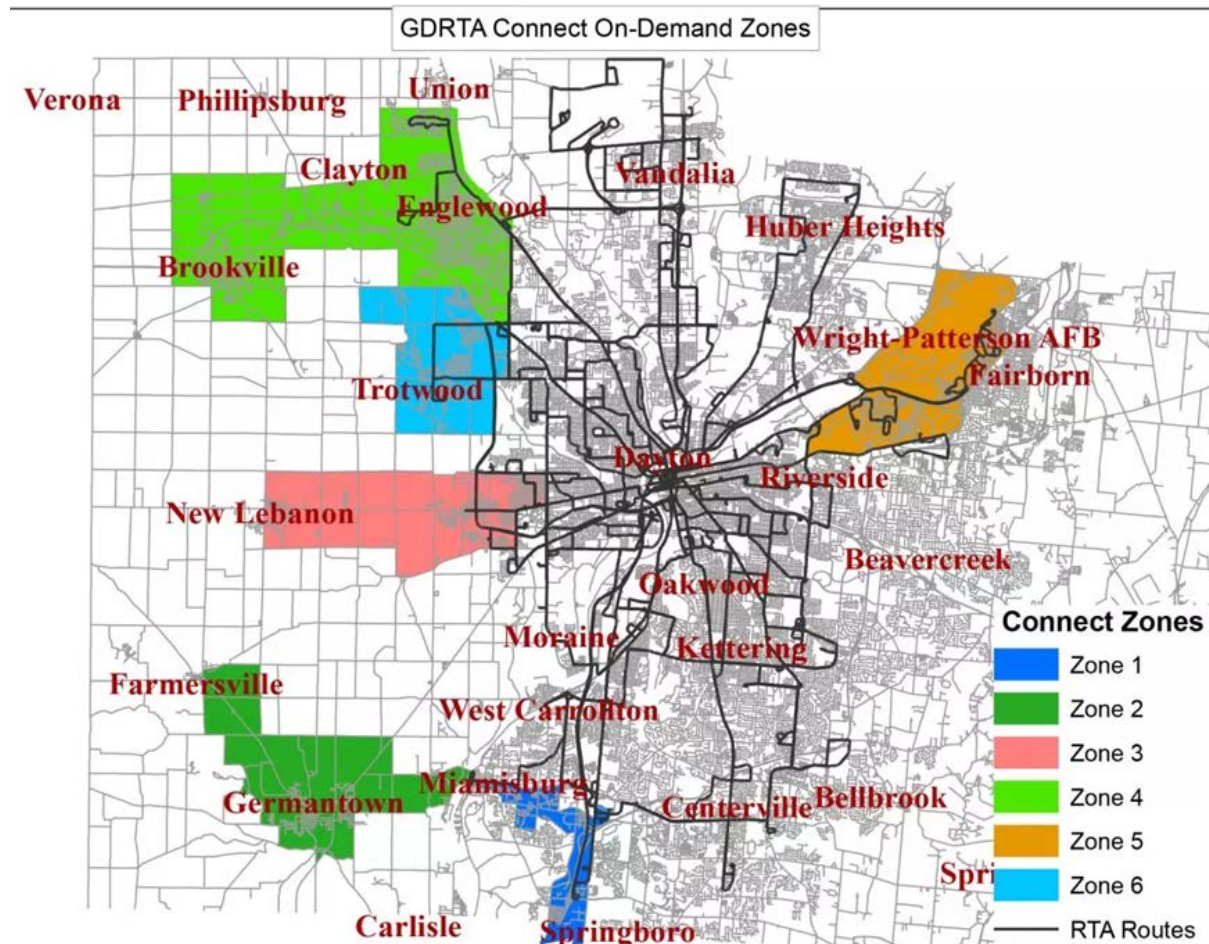 GDRTA Connect On-Demand Zones
Union
Verona
Phillipsburg
Clayton
Vandalia
Englewood
Huber Heights
Brookville
Wright-Patterson AFB
Fairborn
Trotwood
Dayton
Riverside
New Lebanon
Beavercreek
Oakwood
Moraine
Kettering
Farmersville
West Carrollton
Miamisburg
Germantown
Centerville
Bellbrook
Carlisle
Springboro
Connect Zones
Zone 1
Zone 2
Zone 3
Zone 4
Zone 5
Zone 6
RTA Routes